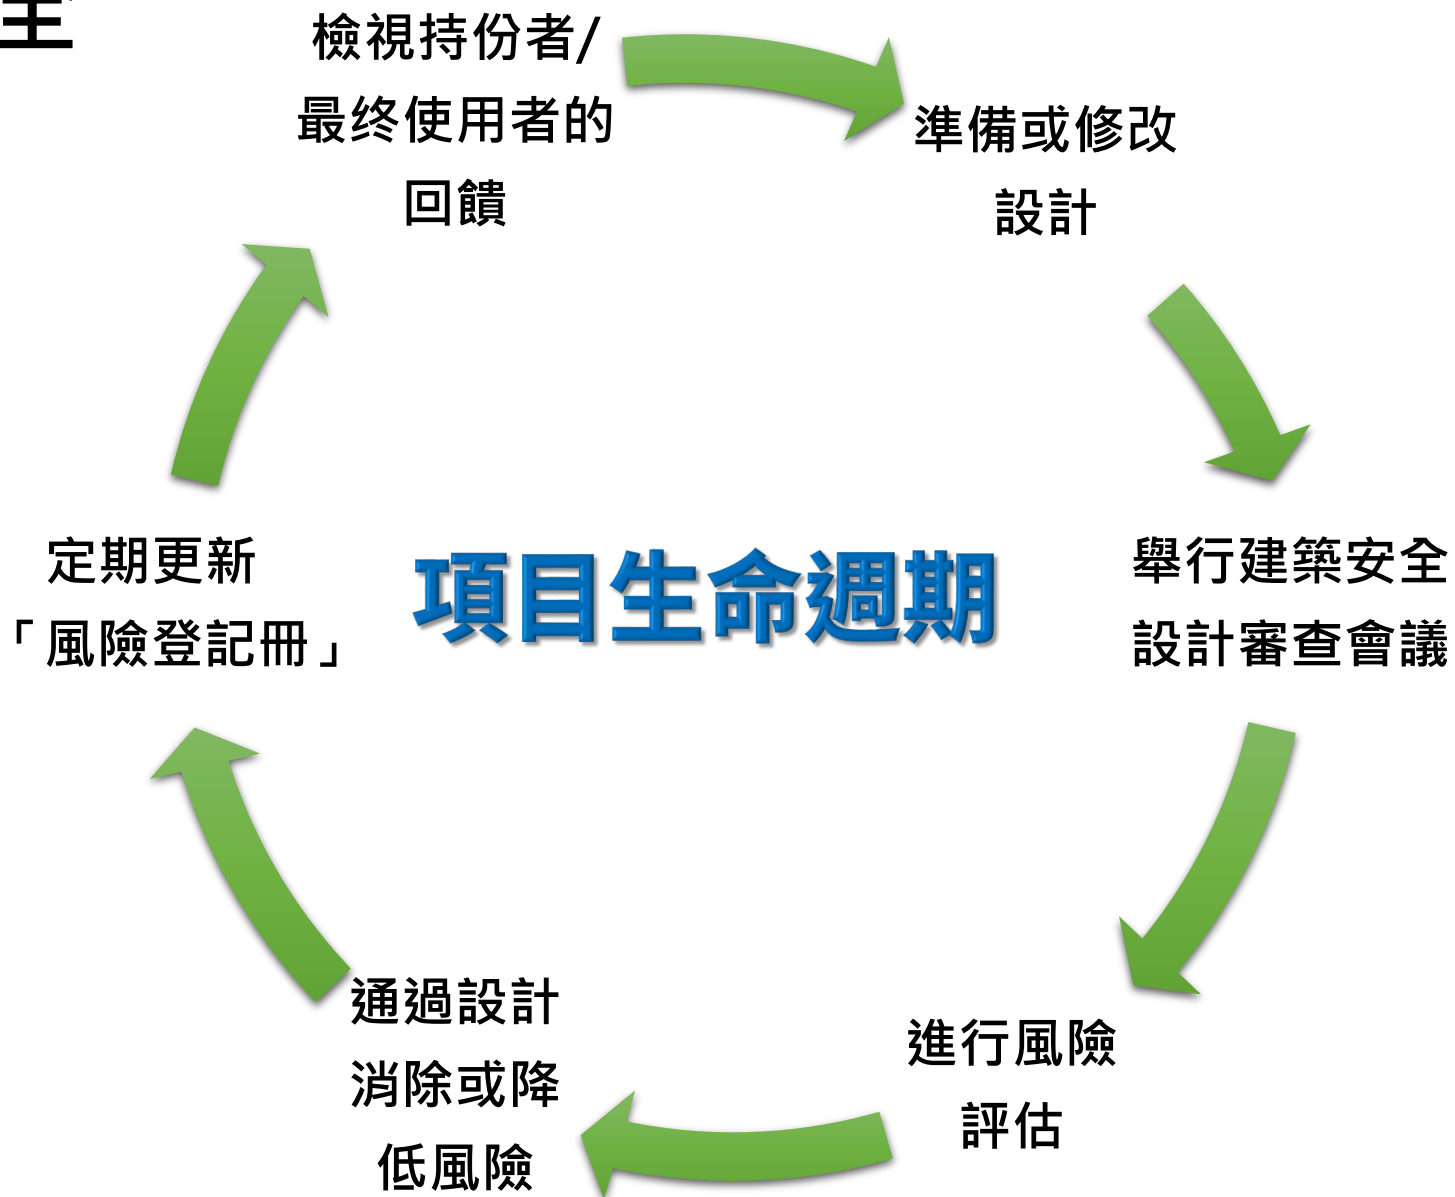 檢視持份者/
最终使用者的
回饋
準備或修改
設計
舉行建築安全
設計審查會議
進行風險
評估
通過設計
消除或降
低風險
定期更新
「風險登記冊」
項目生命週期